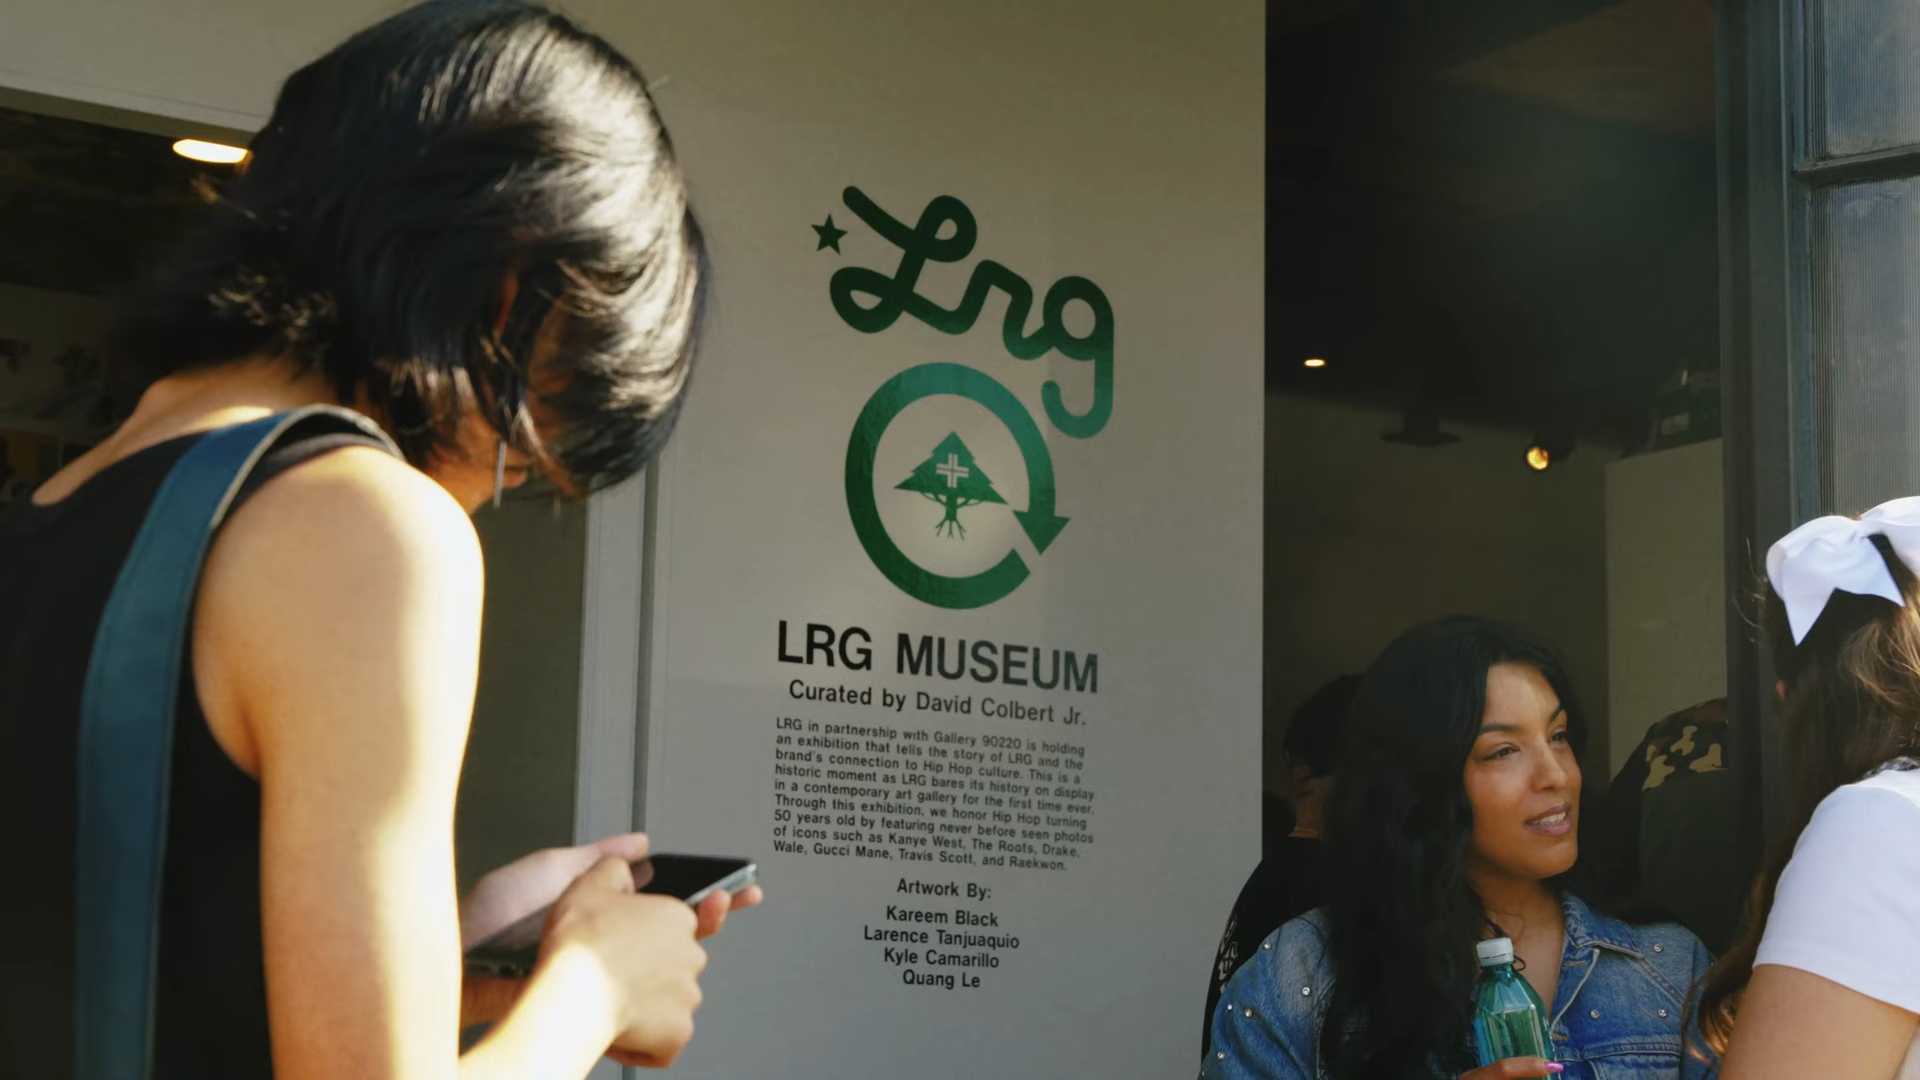 Lrg
LRG MUSEUM
Curated by David Colbert Jr.
LRG in partnership with Gallery 90220 is holding
an exhibition that tells the story of LRG and the
brand's connection to Hip Hop culture. This is a
historic moment as LRG bares its history on display
in a contemporary art gallery for the first time ever.
Through this exhibition, we honor Hip Hop turning
50 years old by featuring never before seen photos
of icons such as Kanye West, The Roots, Drake,
Wale, Gucci Mane, Travis Scott, and Raekwon.
Artwork By:
Kareem Black
Larence Tanjuaquio
Kyle Camarillo
Quang Le